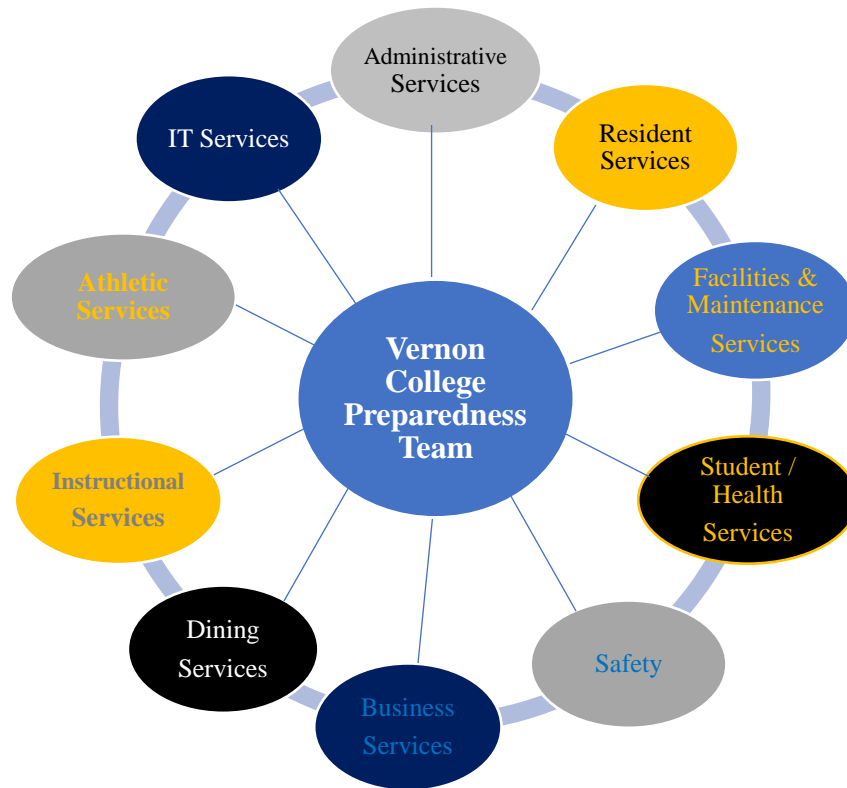 Administrative
Services
Resident
Services
Facilities &
Maintenance
Services
Student /
Health
Services
Safety
Business
Services
Dining
Services
Instructional
Services
Athletic
Services
IT Services
Vernon
College
Preparedness
Team